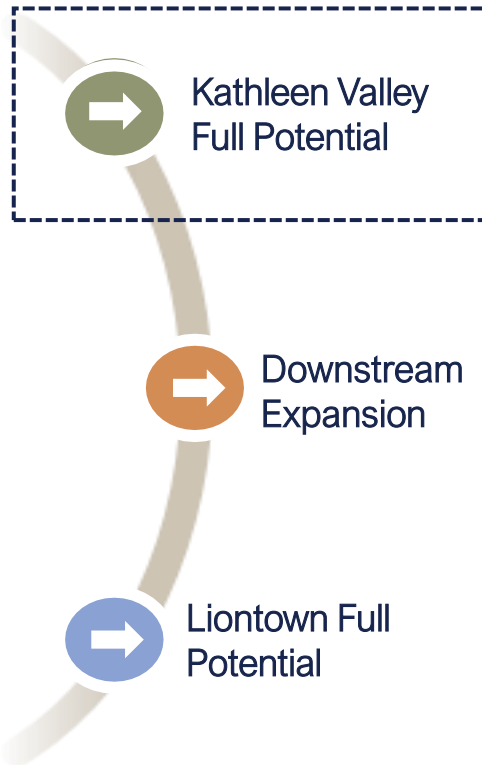 Kathleen Valley
Full Potential
Downstream
Expansion
Liontown Full
Potential